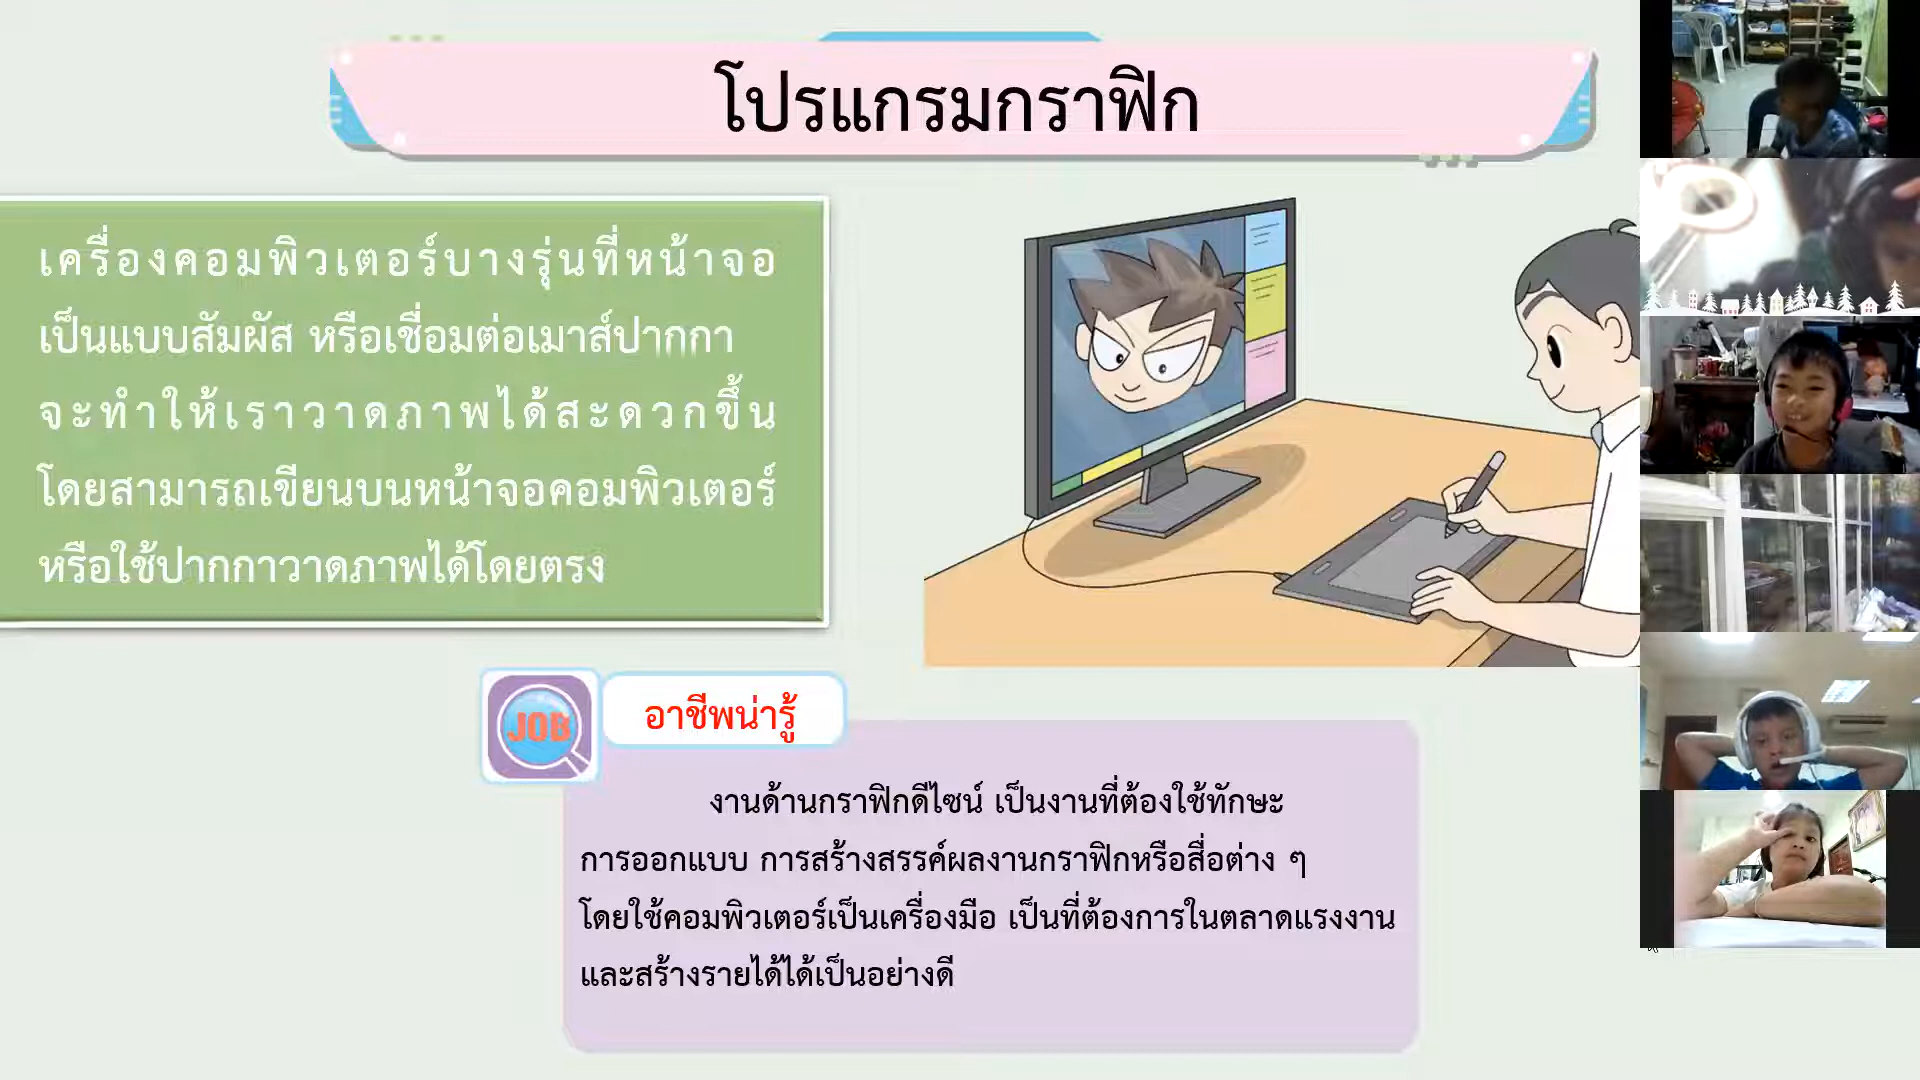 โปรแกรมกราฟิก
เครื่องคอมพิวเตอร์บางรุ่นที่หน้าจอ
เป็นแบบสัมผัส หรือเชื่อมต่อเมาส์ปากกา
จะทำให้เราวาดภาพได้สะดวกขึ้น
โดยสามารถเขียนบนหน้าจอคอมพิวเตอร์
หรือใช้ปากกาวาดภาพได้โดยตรง
JOB
อาชีพน่ารู้
งานด้านกราฟิกดีไซน์ เป็นงานที่ต้องใช้ทักษะ
การออกแบบ การสร้างสรรค์ผลงานกราฟิกหรือสื่อต่าง ๆ
โดยใช้คอมพิวเตอร์เป็นเครื่องมือ เป็นที่ต้องการในตลาดแรงงาน
และสร้างรายได้ได้เป็นอย่างดี